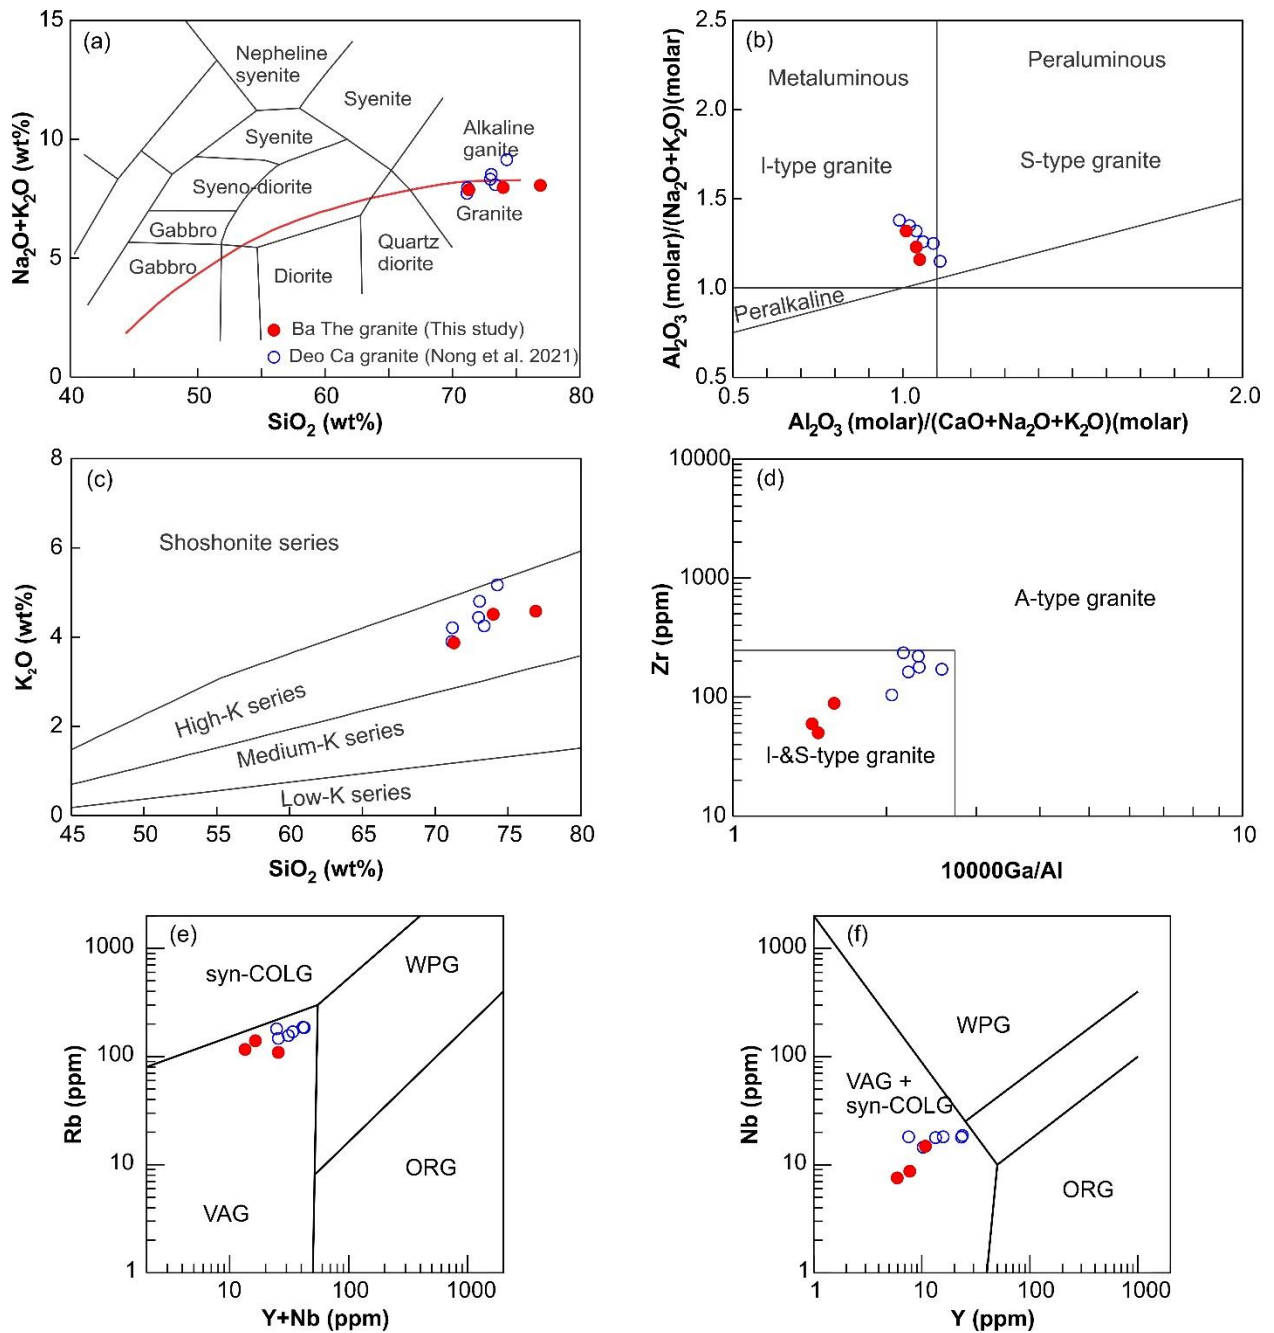 (a)
15
10
5
0
40
50
60
70
80
Na₂O+K₂O (wt%)
SiO₂ (wt%)
Nepheline
syenite
Syenite
Alkaline
ganite
Syenite
Syeno-diorite
Granite
Gabbro
Quartz
diorite
Gabbro
Diorite
Ba The granite (This study)
Deo Ca granite (Nong et al. 2021)
(b)
2.5
2.0
1.5
1.0
0.5
0.5
1.0
2.0
Al₂O₃ (molar)/(Na₂O+K₂O)(molar)
Al₂O₃ (molar)/(CaO+Na₂O+K₂O)(molar)
Metaluminous
Peraluminous
I-type granite
S-type granite
Peralkaline
(c)
8
6
4
2
0
45
50
55
60
65
70
75
80
K₂O (wt%)
SiO₂ (wt%)
Shoshonite series
High-K series
Medium-K series
Low-K series
(d)
10000
1000
100
10
1
10
Zr (ppm)
10000Ga/Al
A-type granite
I-&S-type granite
(e)
1000
100
10
1
10
100
1000
Rb (ppm)
Y+Nb (ppm)
syn-COLG
WPG
VAG
ORG
(f)
1000
100
10
1
1
10
100
1000
Nb (ppm)
Y (ppm)
WPG
VAG +
syn-COLG
ORG